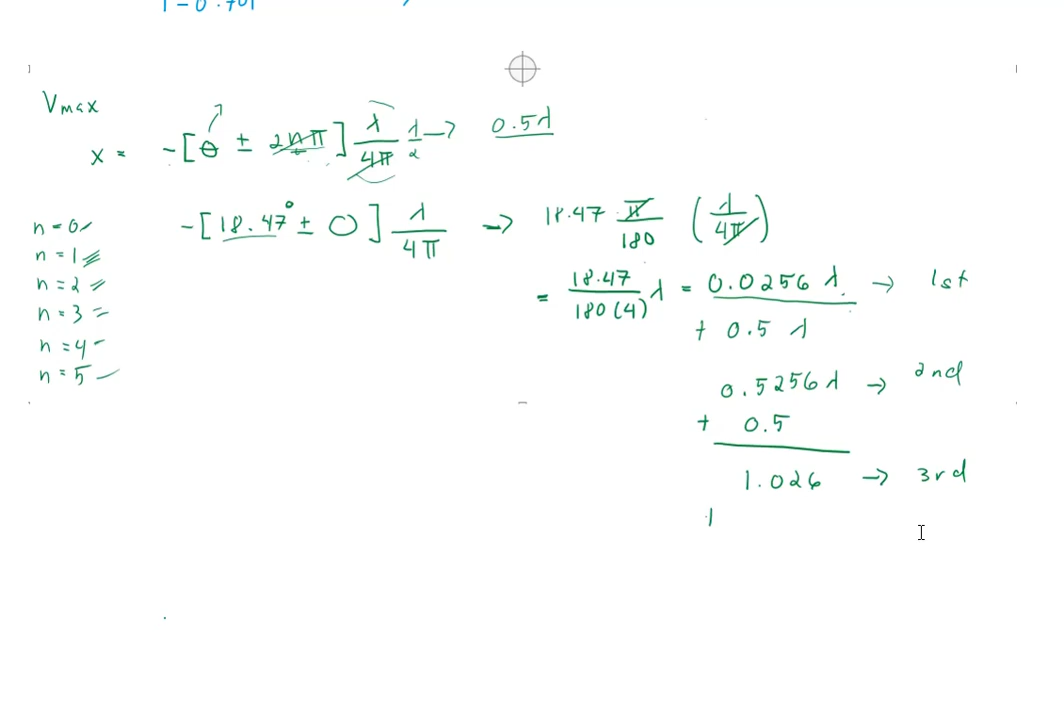 1 - 0.707
Vmax
x = -[θ ± 2nπ] λ/4π λ/2 → 0.5λ
-[18.47° ± 0] λ/4π → 18.47 π/180 (λ/4π)
n = 0
n = 1
n = 2
n = 3
n = 4
n = 5
= 18.47/180(4) λ = 0.0256 λ → 1st
+ 0.5 λ
0.5256 λ → 2nd
+ 0.5
1.026 → 3rd
+